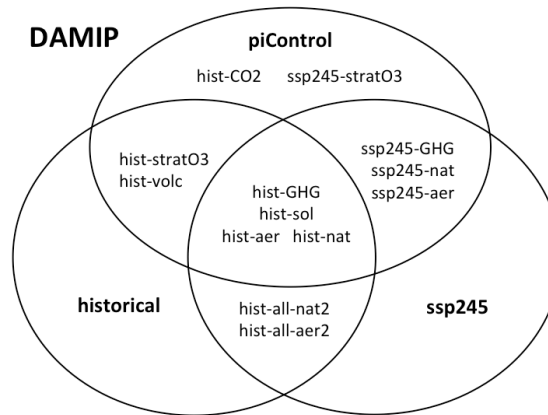 DAMIP
piControl
hist-CO2 ssp245-stratO3
hist-stratO3
hist-volc
ssp245-GHG
ssp245-nat
ssp245-aer
hist-GHG
hist-sol
hist-aer hist-nat
historical
hist-all-nat2
hist-all-aer2
ssp245